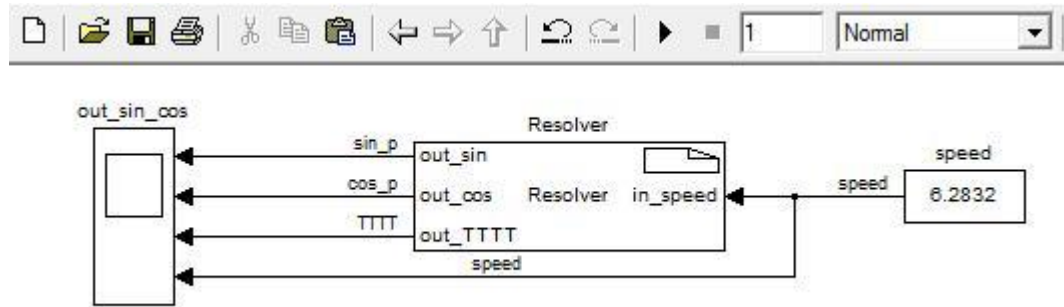 1 Normal
out_sin_cos
Resolver
speed
sin_p out_sin
cos_p out_cos Resolver in_speed speed 6.2832
TTTT out_TTTT
speed